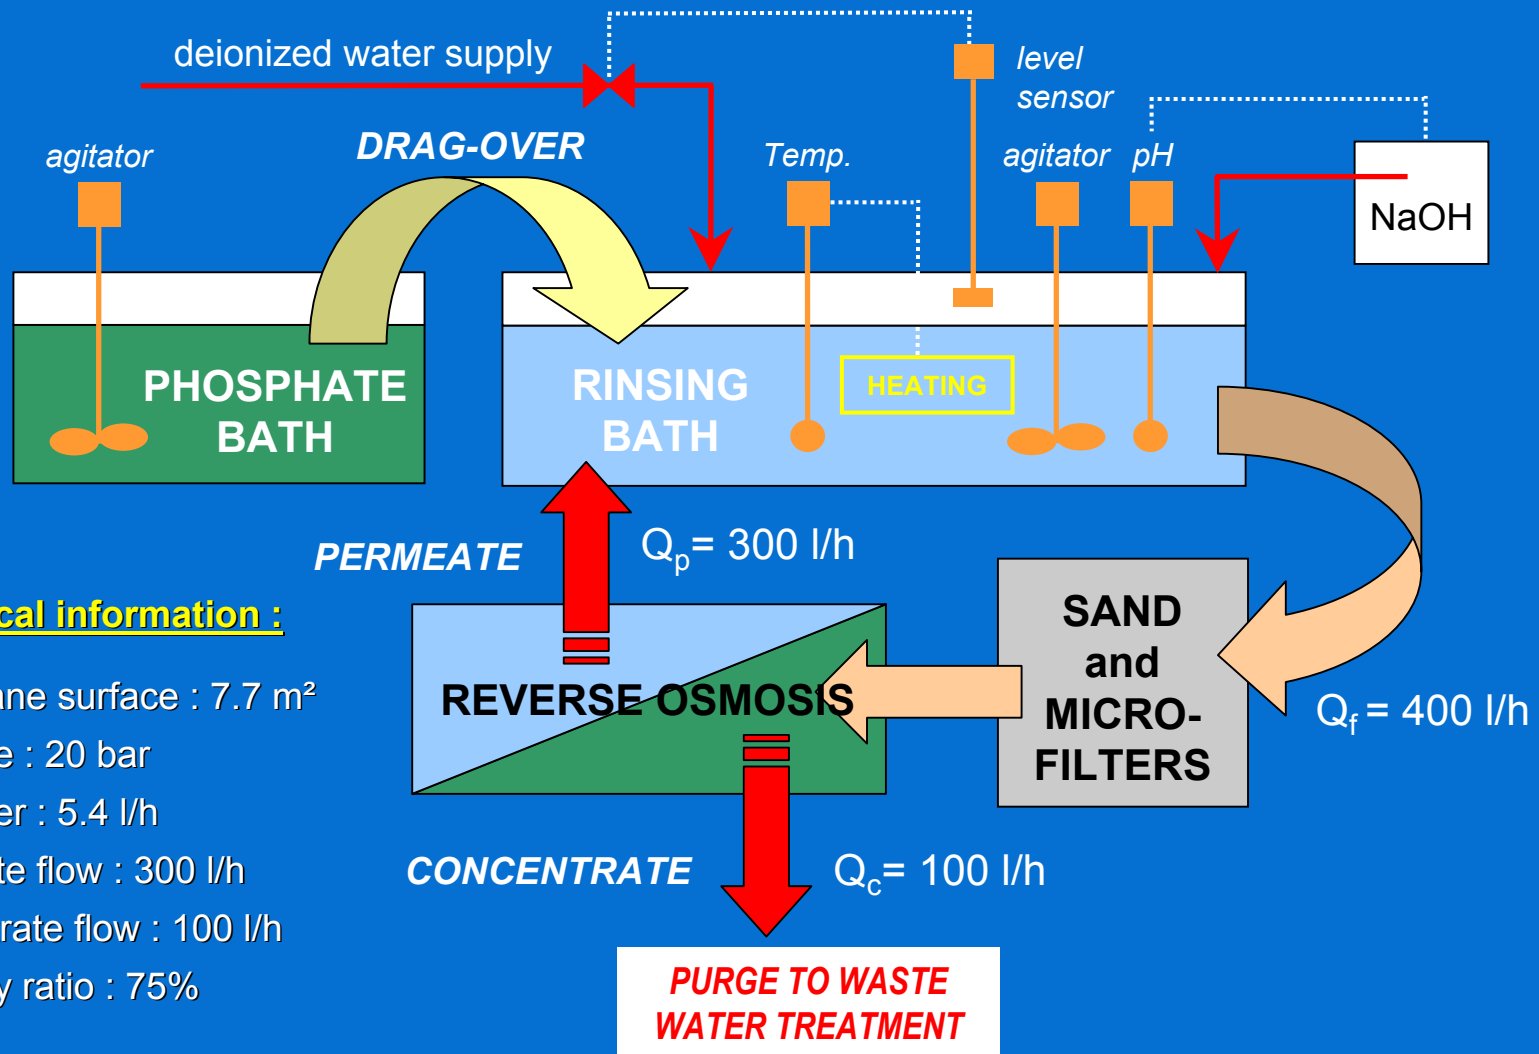 deionized water supply
level
sensor
DRAG-OVER
agitator
Temp.
agitator
pH
NaOH
PHOSPHATE
BATH
RINSING
BATH
HEATING
PERMEATE
Qp= 300 l/h
cal information :
ane surface : 7.7 m²
e : 20 bar
er : 5.4 l/h
te flow : 300 l/h
rate flow : 100 l/h
y ratio : 75%
REVERSE OSMOSIS
SAND
and
MICRO-
FILTERS
Qf = 400 l/h
CONCENTRATE
Qc= 100 l/h
PURGE TO WASTE
WATER TREATMENT